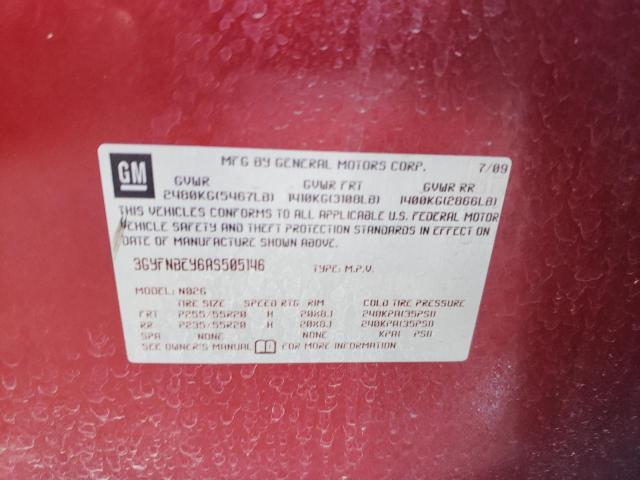 GM
MFG BY GENERAL MOTORS CORP. 7/09
GVWR GVWR FRT GVWR RR
2480KG(5467LB) 1410KG(3108LB) 1400KG(2866LB)
THIS VEHICLES CONFORMS TO ALL APPLICABLE U.S. FEDERAL MOTOR
VEHICLE SAFETY AND THEFT PROTECTION STANDARDS IN EFFECT ON
DATE OF MANUFACTURE SHOWN ABOVE.
3GYFNBEY6AS505146 TYPE: M.P.V.
MODEL: N026
TIRE SIZE SPEED RTG RIM COLD TIRE PRESSURE
FRT P255/55R20 H 20X8J 240KPA(35PSI)
RR P235/55R20 H 20X8J 240KPA(35PSI)
SPA NONE NONE KPA( PSI)
SEE OWNER'S MANUAL FOR MORE INFORMATION